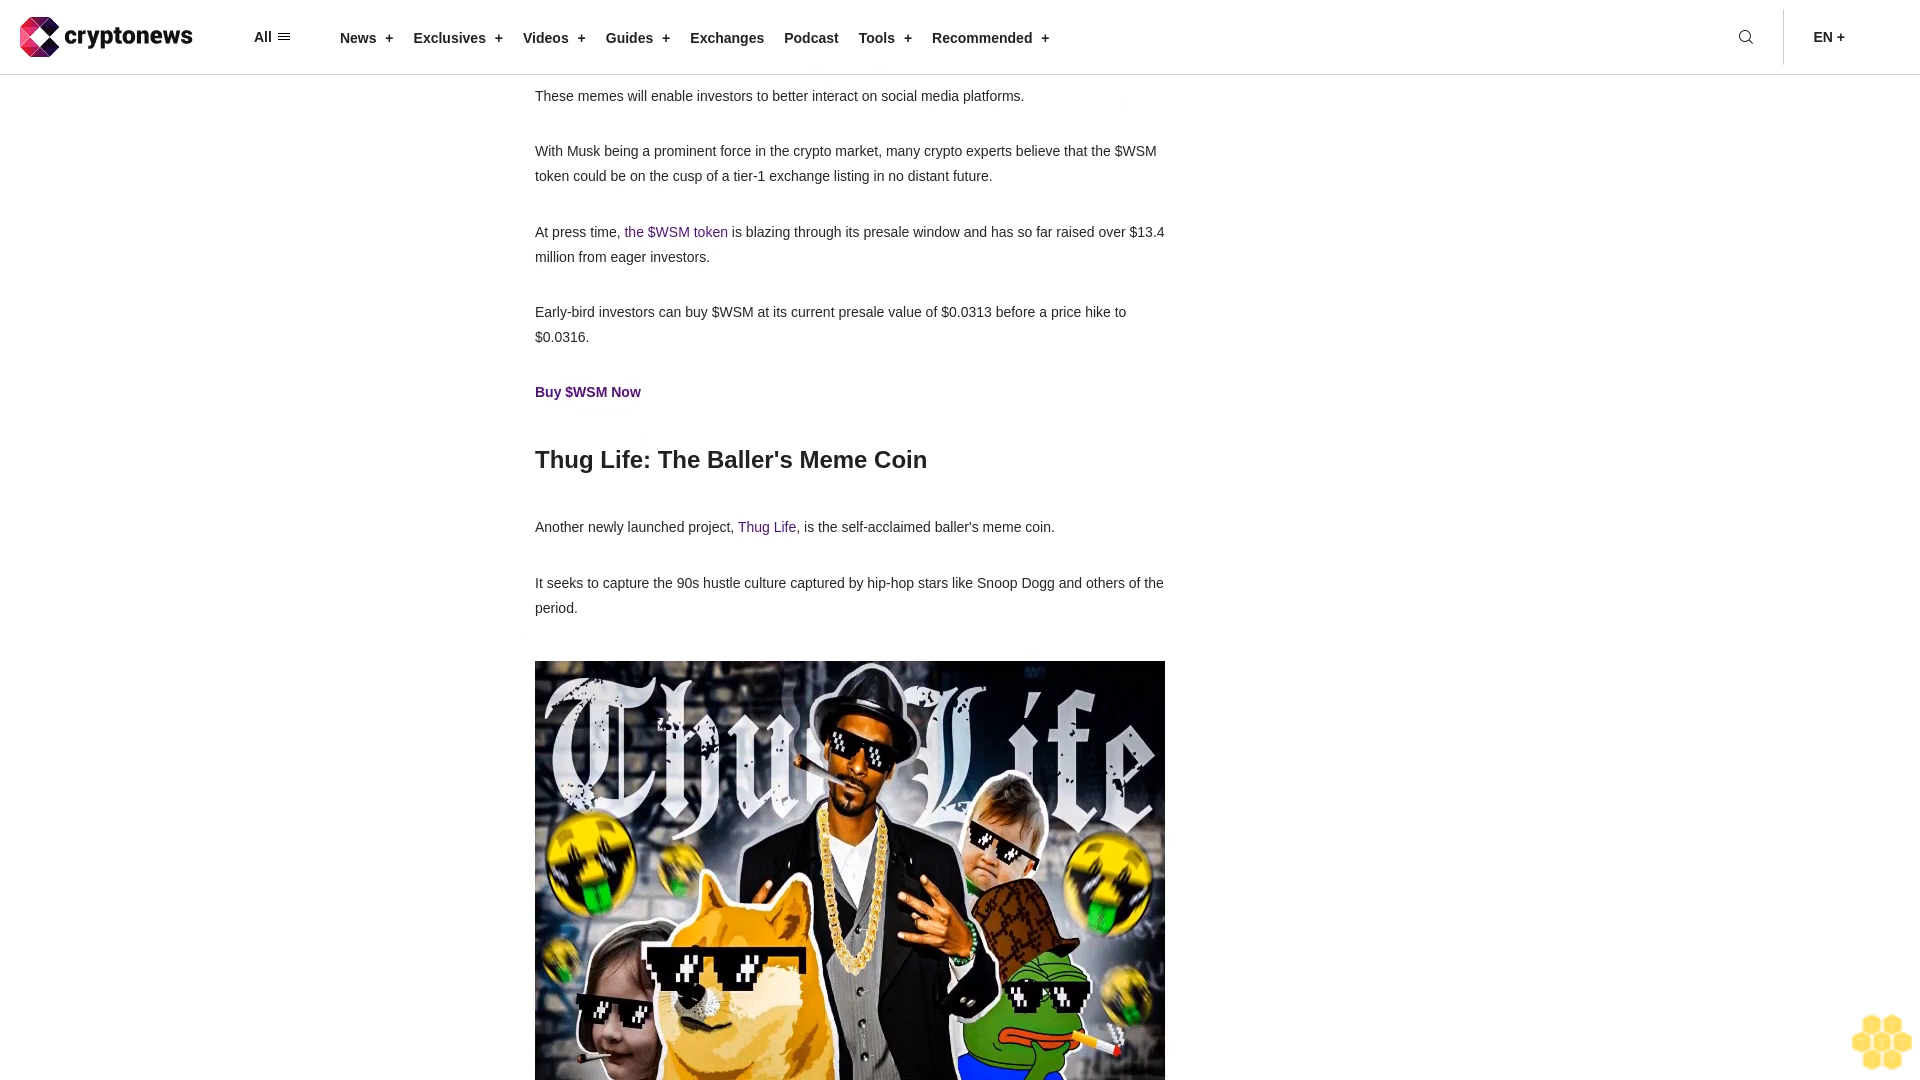 cryptonews
All
News + Exclusives + Videos + Guides + Exchanges Podcast Tools + Recommended +
EN +
These memes will enable investors to better interact on social media platforms.
With Musk being a prominent force in the crypto market, many crypto experts believe that the $WSM
token could be on the cusp of a tier-1 exchange listing in no distant future.
At press time, the $WSM token is blazing through its presale window and has so far raised over $13.4
million from eager investors.
Early-bird investors can buy $WSM at its current presale value of $0.0313 before a price hike to
$0.0316.
Buy $WSM Now
Thug Life: The Baller's Meme Coin
Another newly launched project, Thug Life, is the self-acclaimed baller's meme coin.
It seeks to capture the 90s hustle culture captured by hip-hop stars like Snoop Dogg and others of the
period.
Thug Life